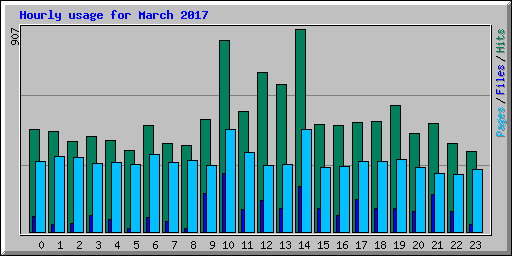 Hourly usage for March 2017
907
Pages / Files / Hits
0 1 2 3 4 5 6 7 8 9 10 11 12 13 14 15 16 17 18 19 20 21 22 23